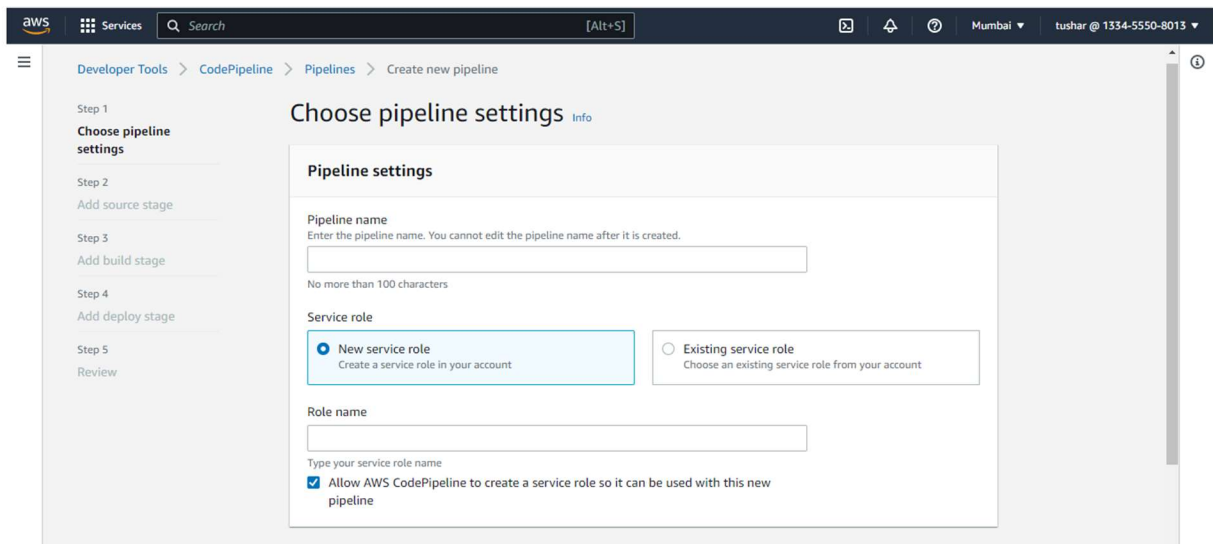 aws Services Search [Alt+S] Mumbai ▼ tushar @ 1334-5550-8013 ▼
Developer Tools > CodePipeline > Pipelines > Create new pipeline
Step 1
Choose pipeline
settings
Step 2
Add source stage
Step 3
Add build stage
Step 4
Add deploy stage
Step 5
Review
Choose pipeline settings Info
Pipeline settings
Pipeline name
Enter the pipeline name. You cannot edit the pipeline name after it is created.
No more than 100 characters
Service role
New service role
Create a service role in your account
Existing service role
Choose an existing service role from your account
Role name
Type your service role name
Allow AWS CodePipeline to create a service role so it can be used with this new
pipeline